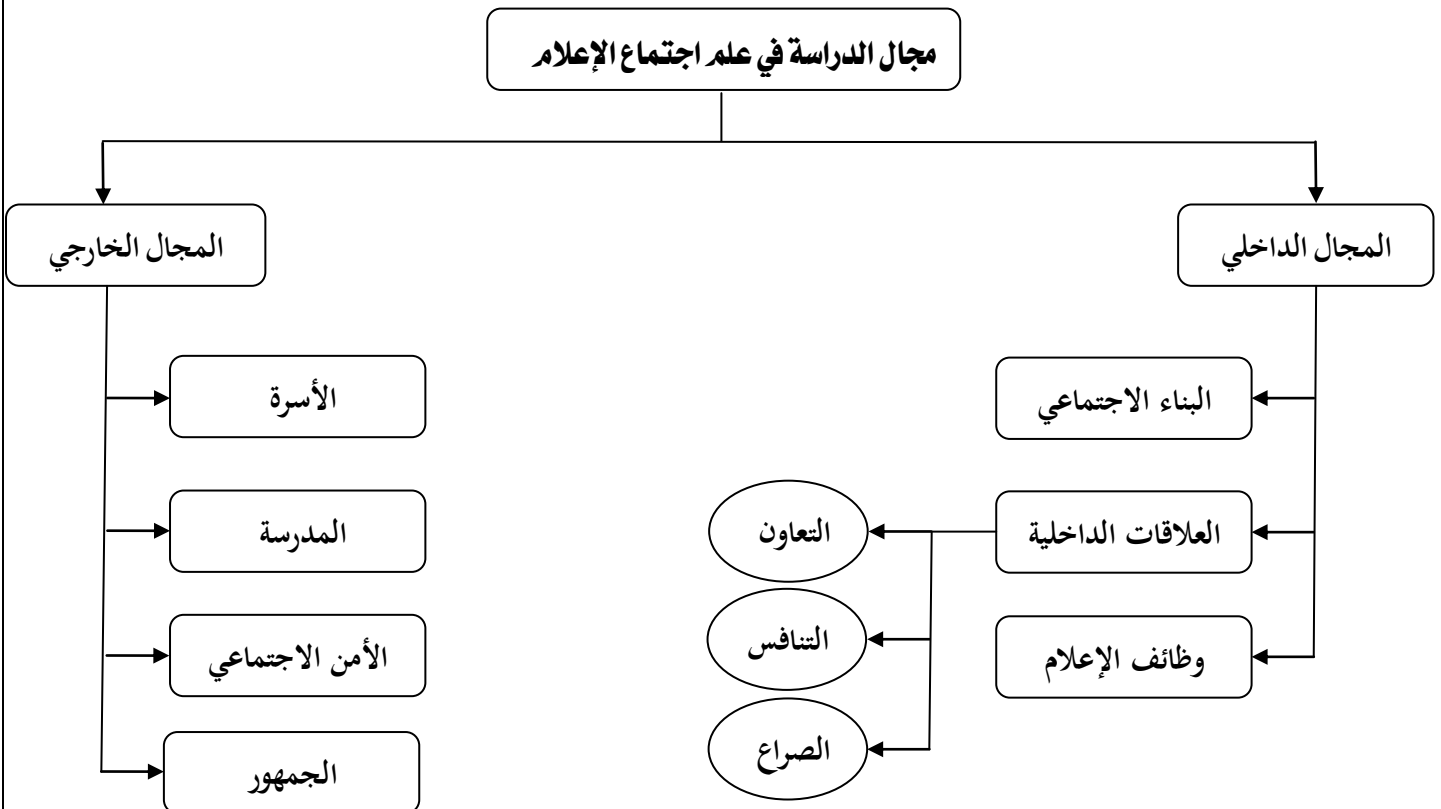 مجال الدراسة في علم اجتماع الإعلام
المجال الداخلي
المجال الخارجي
البناء الاجتماعي
الأسرة
العلاقات الداخلية
التعاون
المدرسة
التنافس
وظائف الإعلام
الأمن الاجتماعي
الصراع
الجمهور